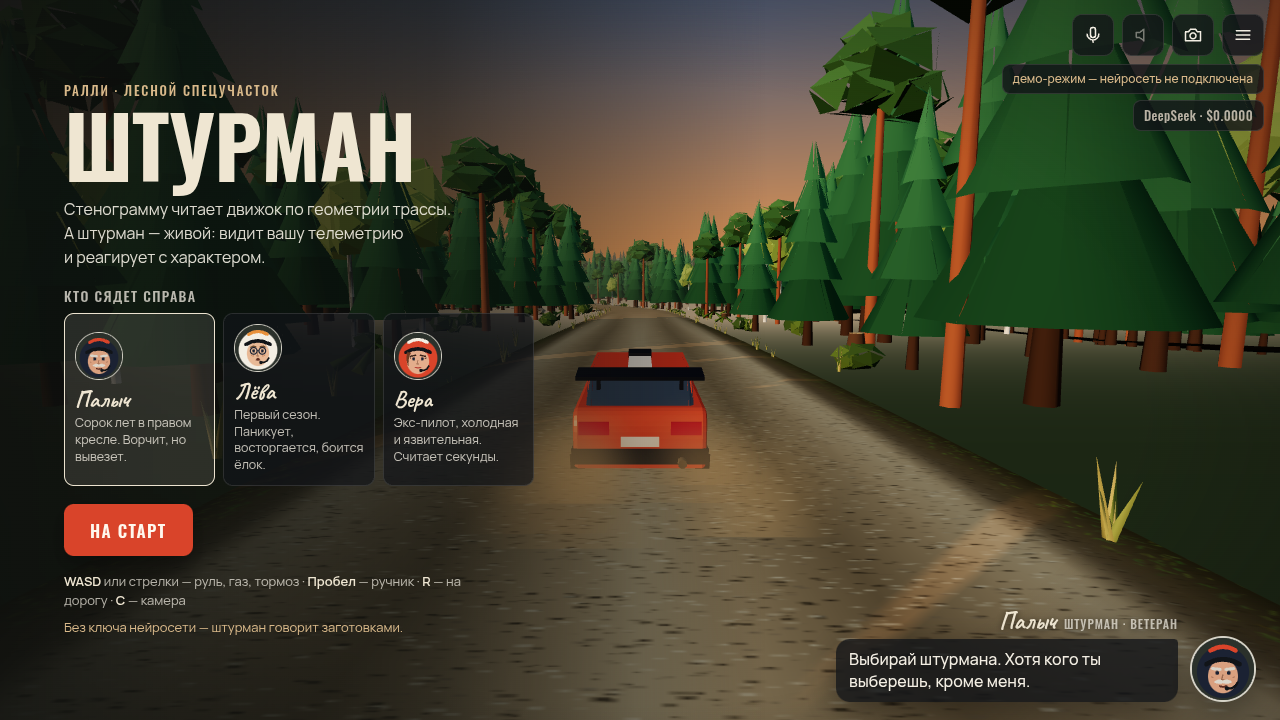 демо-режим — нейросеть не подключена
DeepSeek · $0.0000
РАЛЛИ · ЛЕСНОЙ СПЕЦУЧАСТОК
ШТУРМАН
Стенограмму читает движок по геометрии трассы.
А штурман — живой: видит вашу телеметрию
и реагирует с характером.
КТО СЯДЕТ СПРАВА
Палыч
Сорок лет в правом
кресле. Ворчит, но
вывезет.
Лёва
Первый сезон.
Паникует,
восторгается, боится
ёлок.
Вера
Экс-пилот, холодная
и язвительная.
Считает секунды.
НА СТАРТ
WASD или стрелки — руль, газ, тормоз · Пробел — ручник · R — на
дорогу · C — камера
Без ключа нейросети — штурман говорит заготовками.
Палыч ШТУРМАН · ВЕТЕРАН
Выбирай штурмана. Хотя кого ты
выберешь, кроме меня.